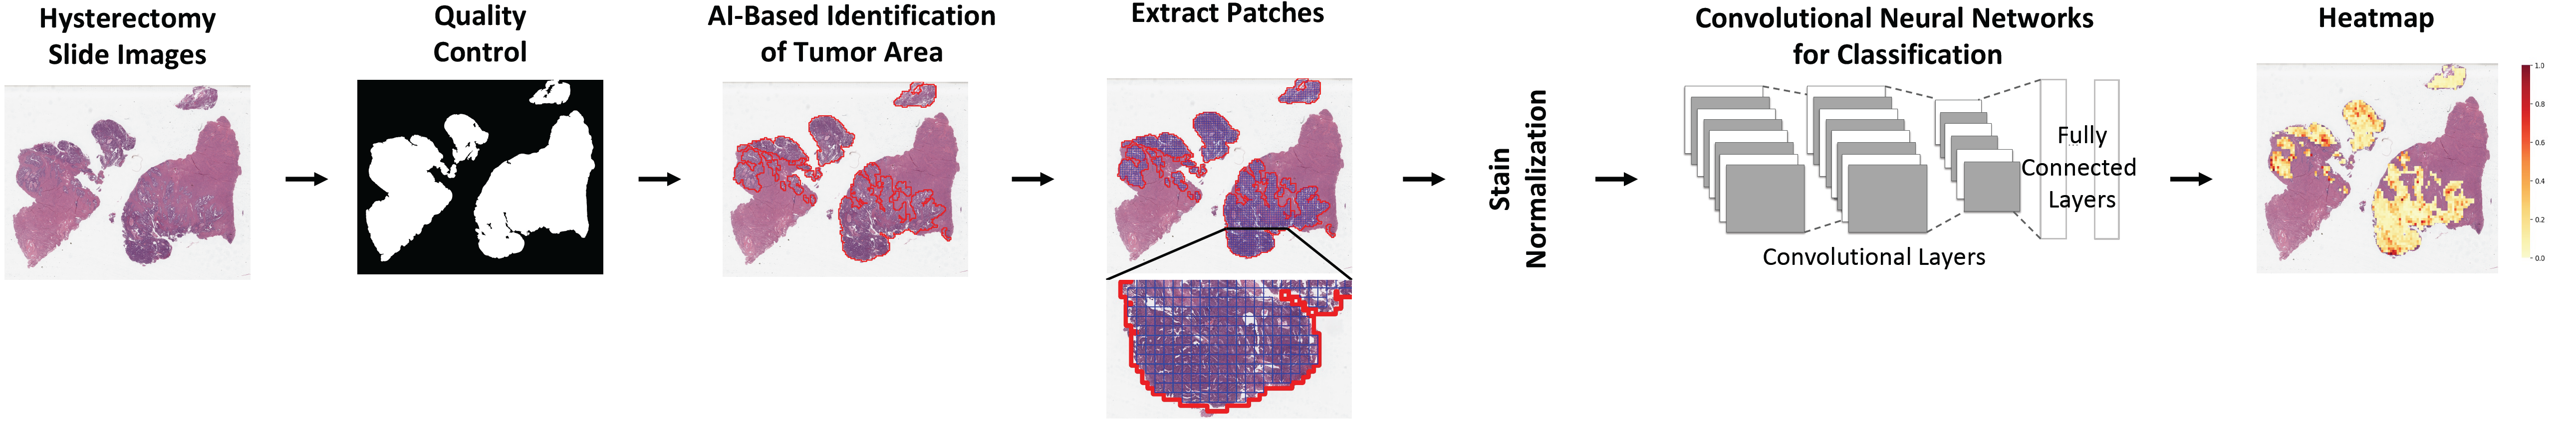 Hysterectomy
Slide Images
Quality
Control
AI-Based Identification
of Tumor Area
Extract Patches
Stain
Normalization
Convolutional Neural Networks
for Classification
Fully
Connected
Layers
Convolutional Layers
Heatmap
1.0
0.8
0.6
0.4
0.2
0.0